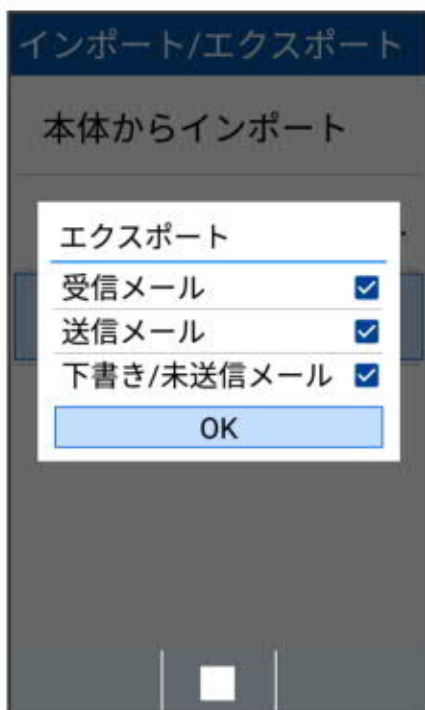 インポート/エクスポート
本体からインポート
エクスポート
受信メール
送信メール
下書き/未送信メール
OK